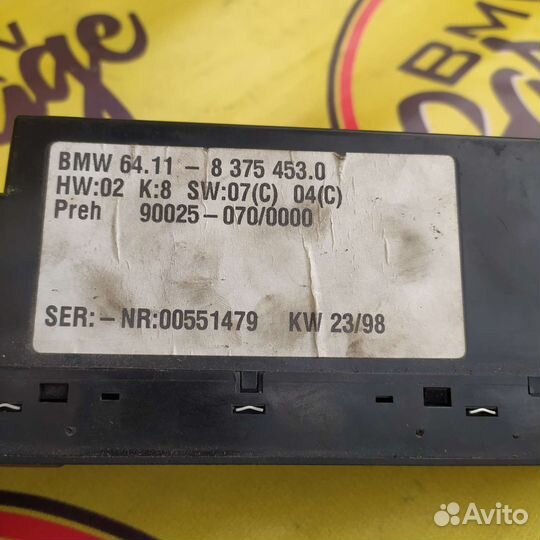 BMW
BMW 64.11 - 8 375 453.0
HW:02 K:8 SW:07(C) 04(C)
Preh 90025-070/0000
SER:-NR:00551479 KW 23/98
Avito